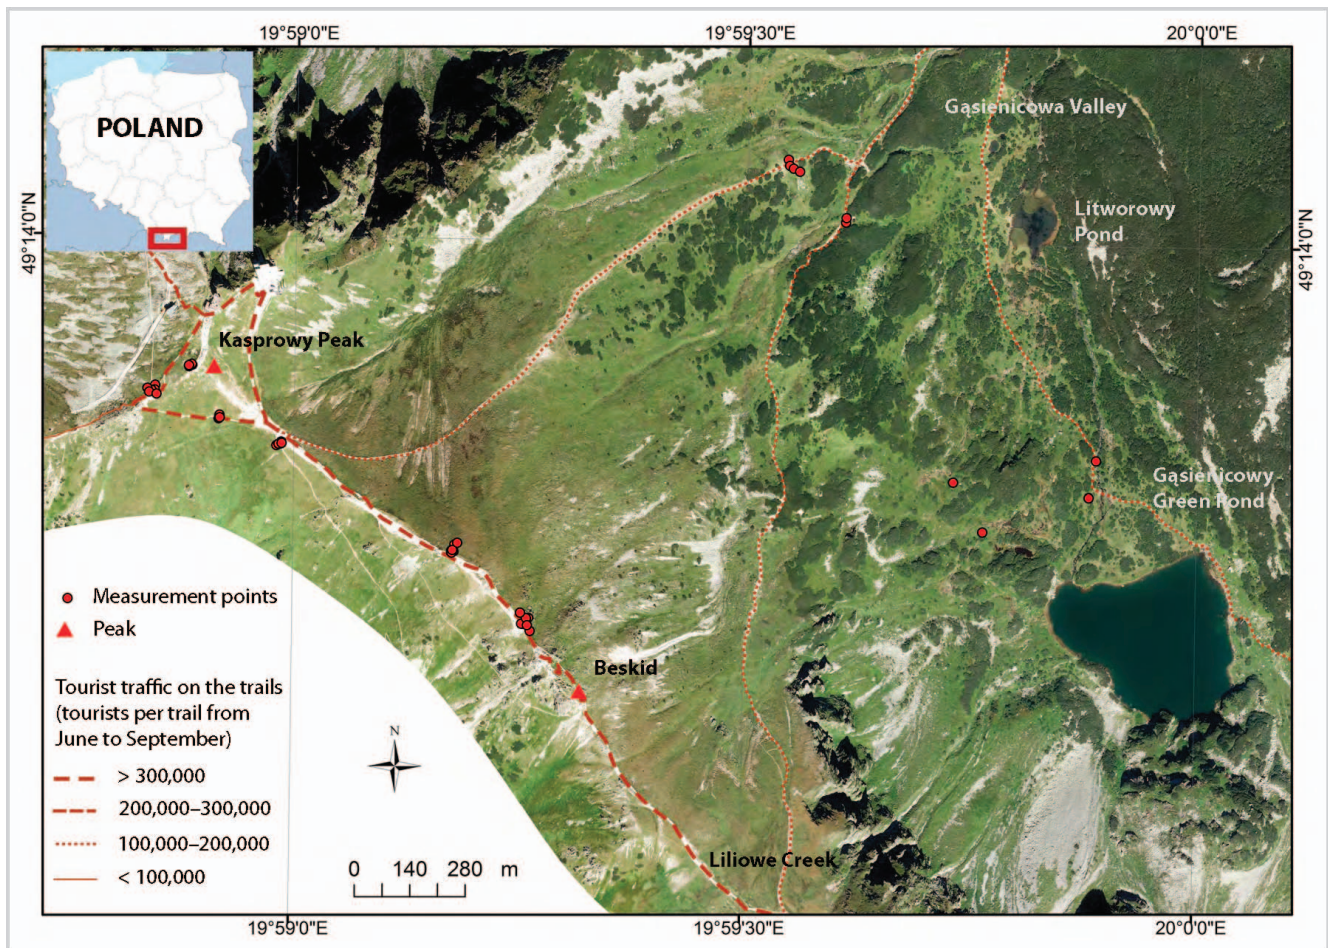 19°59'0"E
19°59'30"E
20°0'0"E
POLAND
Gąsienicowa Valley
49°14'0"N
Litworowy
Pond
49°14'0"N
Kasprowy Peak
Gąsienicowy
Green Pond
Measurement points
Peak
Beskid
Tourist traffic on the trails
(tourists per trail from
June to September)
N
> 300,000
200,000–300,000
100,000–200,000
< 100,000
0 140 280 m
Liliowe Creek
19°59'0"E
19°59'30"E
20°0'0"E